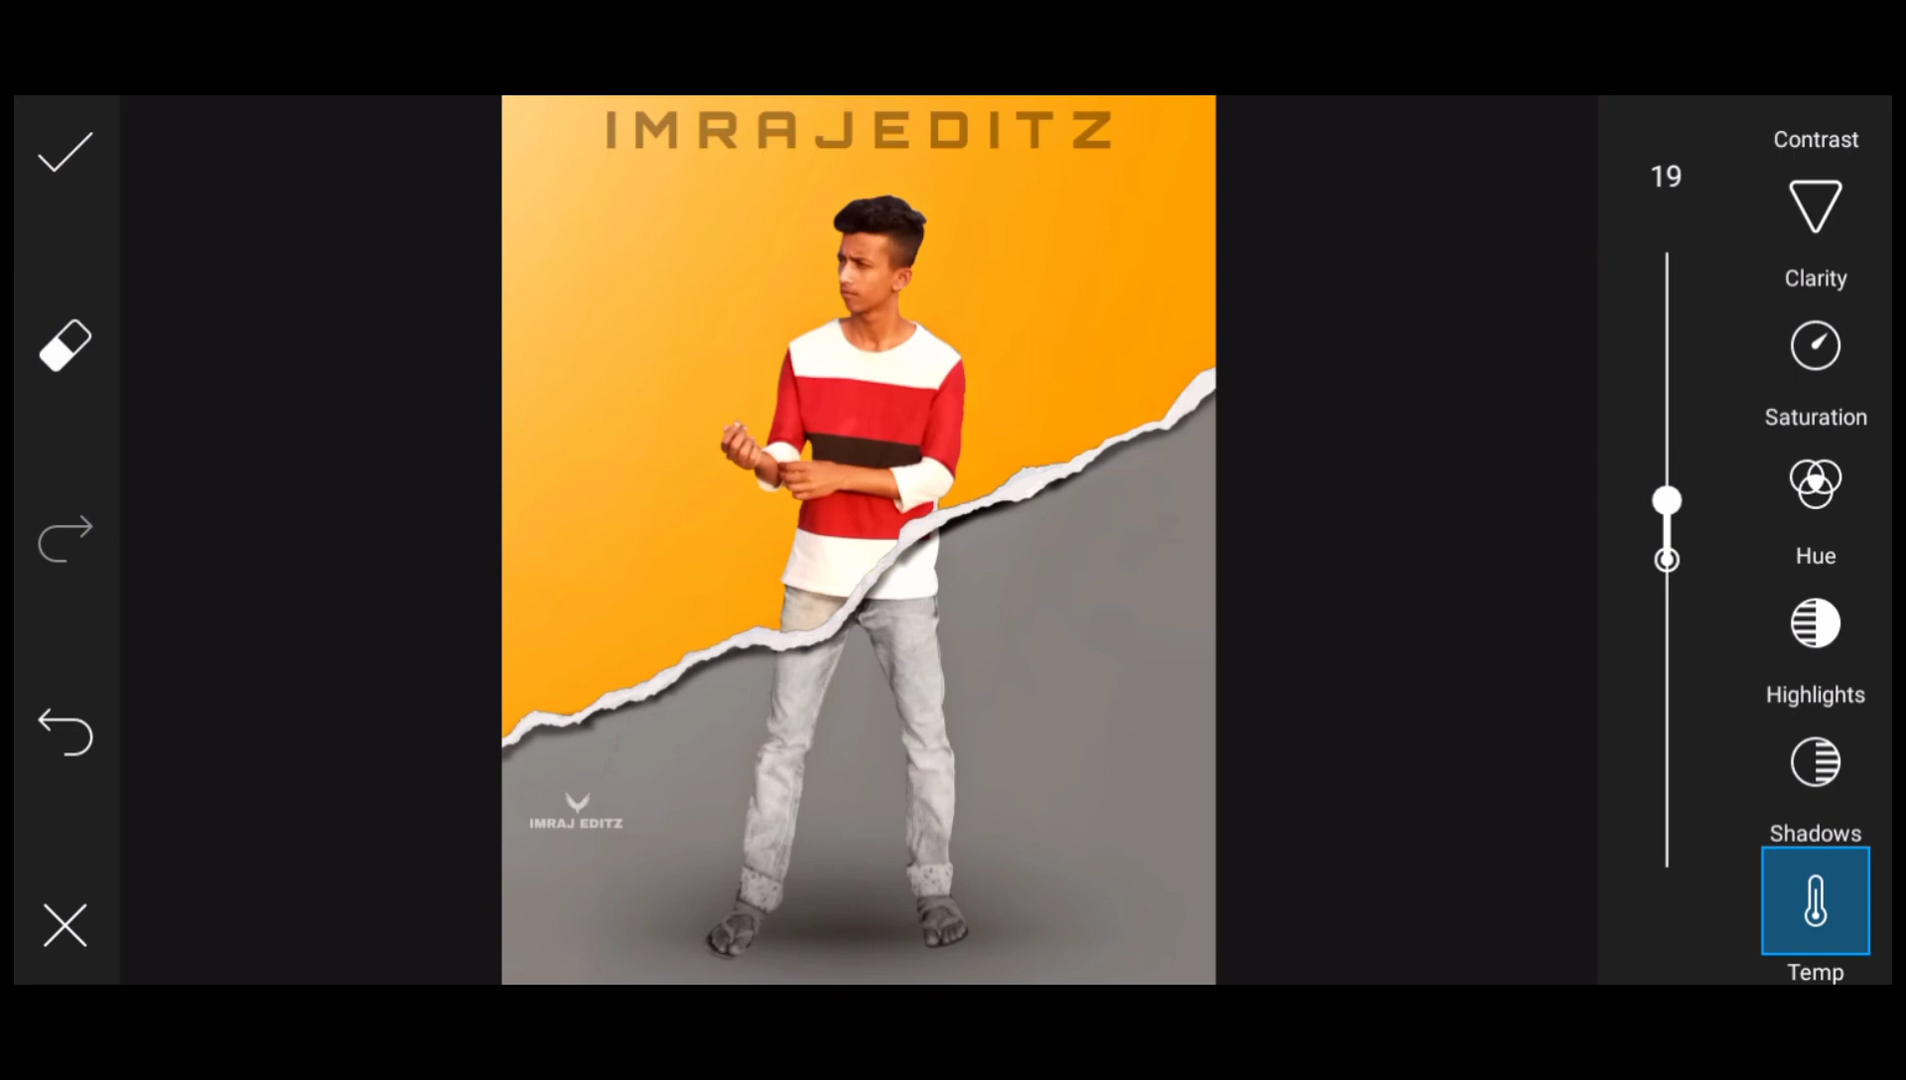 IMRAJEDITZ
Contrast
19
Clarity
Saturation
Hue
Highlights
IMRAJ EDITZ
Shadows
Temp